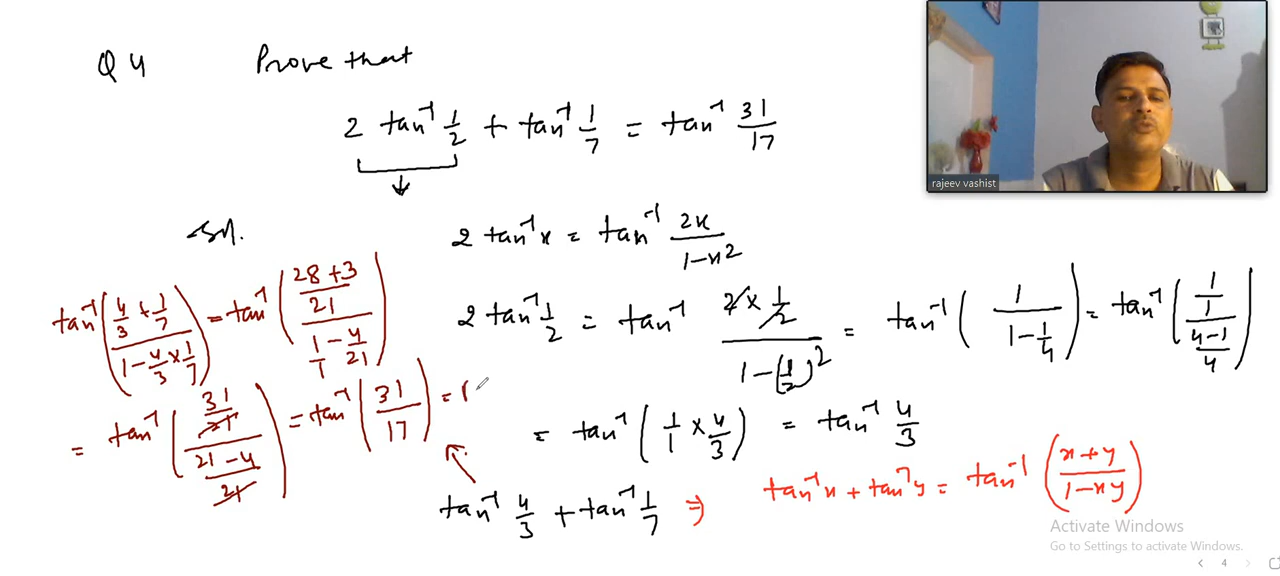 Q 4 Prove that
2 tan⁻¹ 1/2 + tan⁻¹ 1/7 = tan⁻¹ 31/17
rajeev vashist
Sol.
2 tan⁻¹x = tan⁻¹ 2x/(1-x²)
2 tan⁻¹ 1/2 = tan⁻¹ (2 × 1/2)/(1-(1/2)²) = tan⁻¹ (1/(1-1/4)) = tan⁻¹ ((1/1)/((4-1)/4))
= tan⁻¹ (1/1 × 4/3) = tan⁻¹ 4/3
tan⁻¹ 4/3 + tan⁻¹ 1/7 ⇒ tan⁻¹x + tan⁻¹y = tan⁻¹ ((x+y)/(1-xy))
tan⁻¹ ((4/3 + 1/7)/(1 - 4/3 × 1/7)) = tan⁻¹ (((28+3)/21)/(1/1 - 4/21))
= tan⁻¹ ((31/21)/((21-4)/21)) = tan⁻¹ (31/17) =
Activate Windows
Go to Settings to activate Windows.
4